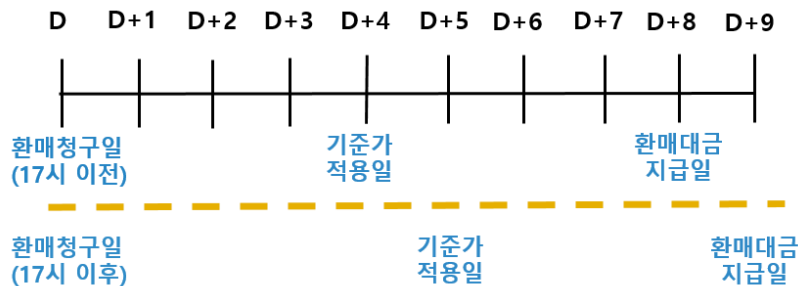 D D+1 D+2 D+3 D+4 D+5 D+6 D+7 D+8 D+9
환매청구일 기준가 환매대금
(17시 이전) 적용일 지급일
환매청구일 기준가 환매대금
(17시 이후) 적용일 지급일